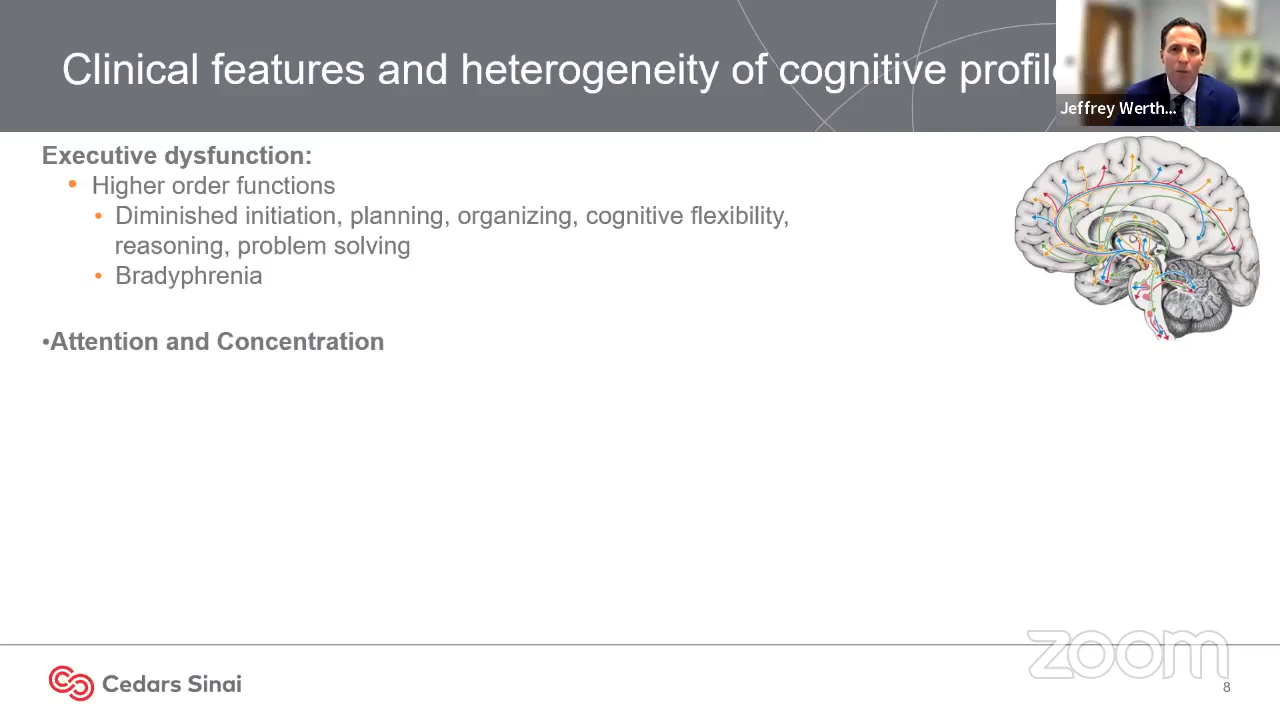 Clinical features and heterogeneity of cognitive profile
Jeffrey Werth...
Executive dysfunction:
• Higher order functions
• Diminished initiation, planning, organizing, cognitive flexibility,
reasoning, problem solving
• Bradyphrenia
•Attention and Concentration
zoom
Cedars Sinai
8